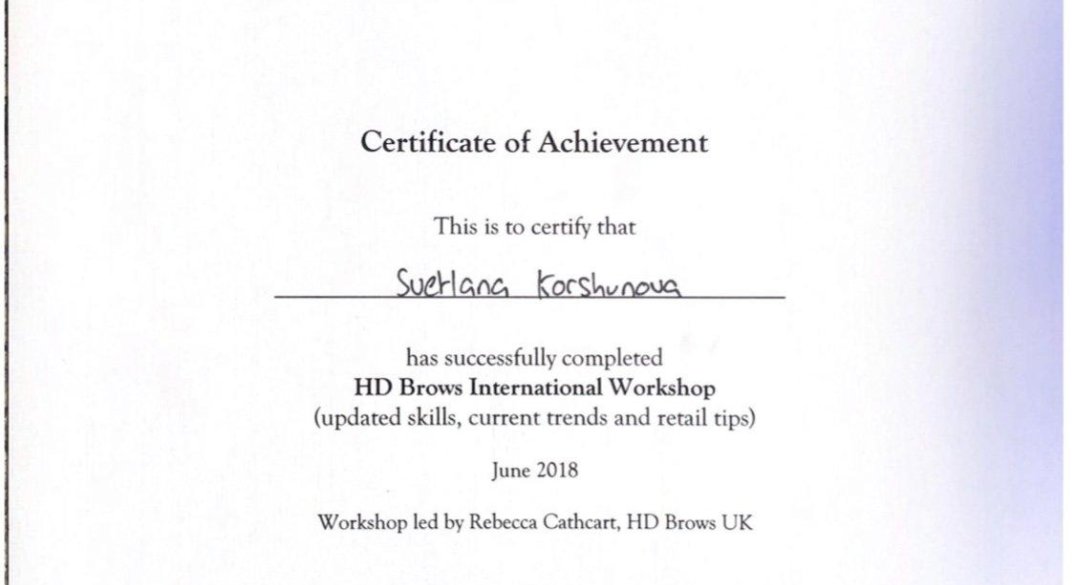 Certificate of Achievement
This is to certify that
Svetlana Korshunova
has successfully completed
HD Brows International Workshop
(updated skills, current trends and retail tips)
June 2018
Workshop led by Rebecca Cathcart, HD Brows UK